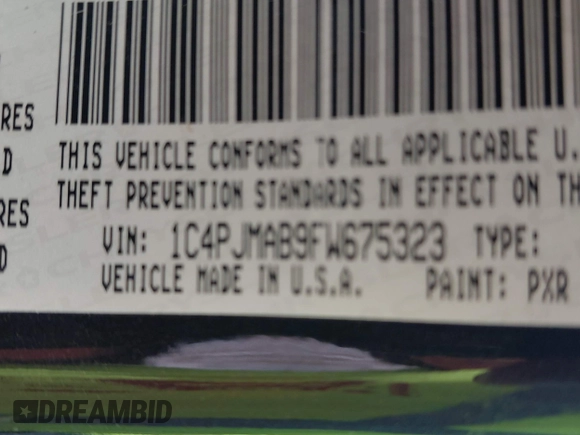 RES
D
THIS VEHICLE CONFORMS TO ALL APPLICABLE U.
THEFT PREVENTION STANDARDS IN EFFECT ON TH
RES
D
VIN: 1C4PJMAB9FW675323 TYPE:
VEHICLE MADE IN U.S.A. PAINT: PXR
DREAMBID